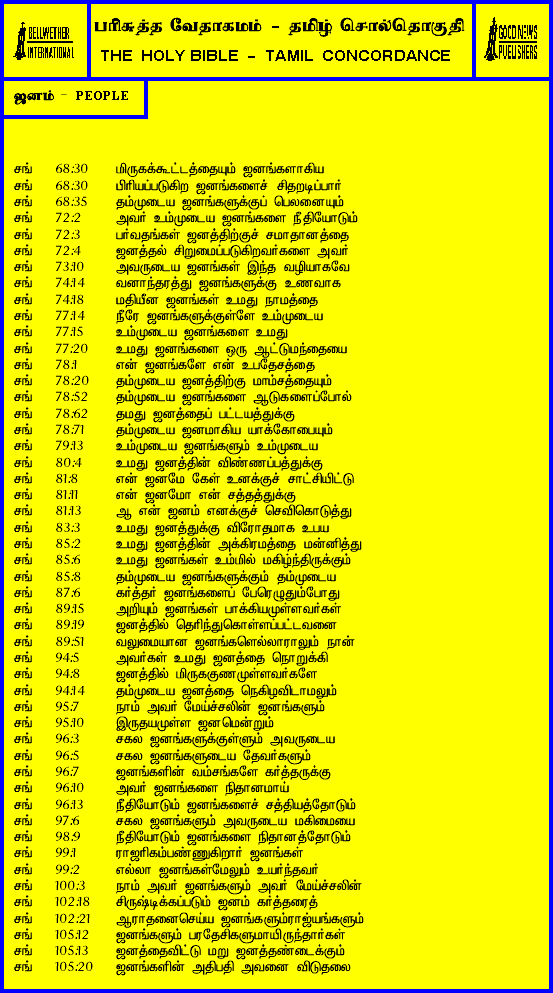 BELLWETHER
INTERNATIONAL
பரிசுத்த வேதாகமம் - தமிழ் சொல்தொகுதி
THE HOLY BIBLE - TAMIL CONCORDANCE
GOOD NEWS
PUBLISHERS
ஜனம் - PEOPLE
சங் 68:30 மிருகக்கூட்டத்தையும் ஜனங்களாகிய
சங் 68:30 பிரியப்படுகிற ஜனங்களைச் சிதறடிப்பார்
சங் 68:35 தம்முடைய ஜனங்களுக்குப் பெலனையும்
சங் 72:2 அவர் உம்முடைய ஜனங்களை நீதியோடும்
சங் 72:3 பர்வதங்கள் ஜனத்திற்குச் சமாதானத்தை
சங் 72:4 ஜனத்தல் சிறுமைப்படுகிறவர்களை அவர்
சங் 73:10 அவருடைய ஜனங்கள் இந்த வழியாகவே
சங் 74:14 வனாந்தரத்து ஜனங்களுக்கு உணவாக
சங் 74:18 மதியீன ஜனங்கள் உமது நாமத்தை
சங் 77:14 நீரே ஜனங்களுக்குள்ளே உம்முடைய
சங் 77:15 உம்முடைய ஜனங்களை உமது
சங் 77:20 உமது ஜனங்களை ஒரு ஆட்டுமந்தையை
சங் 78:1 என் ஜனங்களே என் உபதேசத்தை
சங் 78:20 தம்முடைய ஜனத்திற்கு மாம்சத்தையும்
சங் 78:52 தம்முடைய ஜனங்களை ஆடுகளைப்போல்
சங் 78:62 தமது ஜனத்தைப் பட்டயத்துக்கு
சங் 78:71 தம்முடைய ஜனமாகிய யாக்கோபையும்
சங் 79:13 உம்முடைய ஜனங்களும் உம்முடைய
சங் 80:4 உமது ஜனத்தின் விண்ணப்பத்துக்கு
சங் 81:8 என் ஜனமே கேள் உனக்குச் சாட்சியிட்டு
சங் 81:11 என் ஜனமோ என் சத்தத்துக்கு
சங் 81:13 ஆ என் ஜனம் எனக்குச் செவிகொடுத்து
சங் 83:3 உமது ஜனத்துக்கு விரோதமாக உபய
சங் 85:2 உமது ஜனத்தின் அக்கிரமத்தை மன்னித்து
சங் 85:6 உமது ஜனங்கள் உம்மில் மகிழ்ந்திருக்கும்
சங் 85:8 தம்முடைய ஜனங்களுக்கும் தம்முடைய
சங் 87:6 கர்த்தர் ஜனங்களைப் பேரெழுதும்போது
சங் 89:15 அறியும் ஜனங்கள் பாக்கியமுள்ளவர்கள்
சங் 89:19 ஜனத்தில் தெரிந்துகொள்ளப்பட்டவனை
சங் 89:51 வலுமையான ஜனங்களெல்லாராலும் நான்
சங் 94:5 அவர்கள் உமது ஜனத்தை நொறுக்கி
சங் 94:8 ஜனத்தில் மிருககுணமுள்ளவர்களே
சங் 94:14 தம்முடைய ஜனத்தை நெகிழவிடாமலும்
சங் 95:7 நாம் அவர் மேய்ச்சலின் ஜனங்களும்
சங் 95:10 இருதயமுள்ள ஜனமென்றும்
சங் 96:3 சகல ஜனங்களுக்குள்ளும் அவருடைய
சங் 96:5 சகல ஜனங்களுடைய தேவர்களும்
சங் 96:7 ஜனங்களின் வம்சங்களே கர்த்தருக்கு
சங் 96:10 அவர் ஜனங்களை நிதானமாய்
சங் 96:13 நீதியோடும் ஜனங்களைச் சத்தியத்தோடும்
சங் 97:6 சகல ஜனங்களும் அவருடைய மகிமையை
சங் 98:9 நீதியோடும் ஜனங்களை நிதானத்தோடும்
சங் 99:1 ராஜரிகம்பண்ணுகிறார் ஜனங்கள்
சங் 99:2 எல்லா ஜனங்கள்மேலும் உயர்ந்தவர்
சங் 100:3 நாம் அவர் ஜனங்களும் அவர் மேய்ச்சலின்
சங் 102:18 சிருஷ்டிக்கப்படும் ஜனம் கர்த்தரைத்
சங் 102:21 ஆராதனைசெய்ய ஜனங்களும்ராஜ்யங்களும்
சங் 105:12 ஜனங்களும் பரதேசிகளுமாயிருந்தார்கள்
சங் 105:13 ஜனத்தைவிட்டு மறு ஜனத்தண்டைக்கும்
சங் 105:20 ஜனங்களின் அதிபதி அவனை விடுதலை